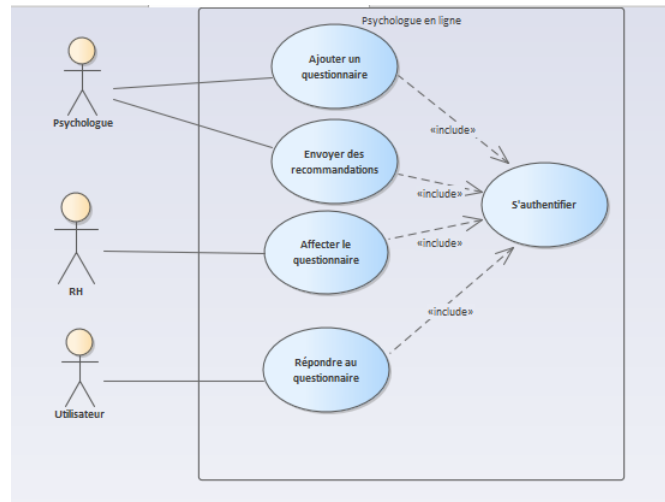 Psychologue en ligne
Ajouter un
questionnaire
Psychologue
«include»
Envoyer des
recommandations
«include»
S'authentifier
Affecter le
questionnaire
«include»
RH
«include»
Répondre au
questionnaire
Utilisateur